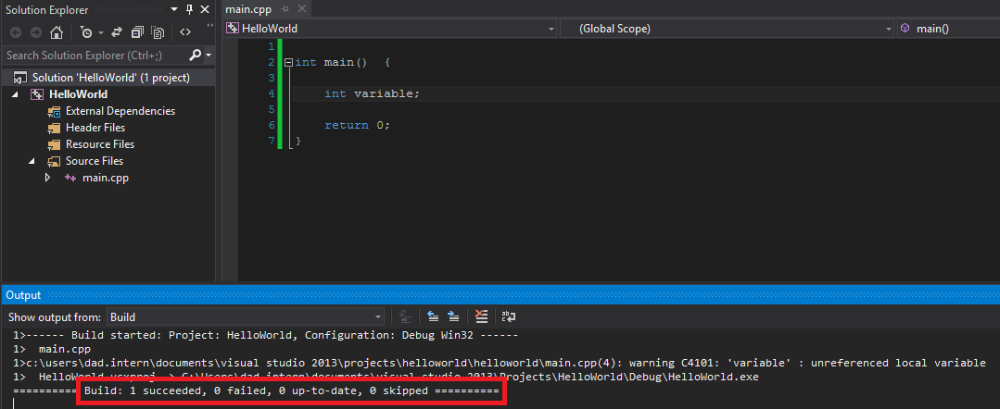 Solution Explorer
Search Solution Explorer (Ctrl+;)
Solution 'HelloWorld' (1 project)
HelloWorld
External Dependencies
Header Files
Resource Files
Source Files
main.cpp
main.cpp
HelloWorld
(Global Scope)
main()
1
2 int main()  {
3
4 int variable;
5
6 return 0;
7 }
Output
Show output from: Build
1>------ Build started: Project: HelloWorld, Configuration: Debug Win32 ------
1>  main.cpp
1>c:\users\dad.intern\documents\visual studio 2013\projects\helloworld\helloworld\main.cpp(4): warning C4101: 'variable' : unreferenced local variable
1>  HelloWorld.vcxproj -> C:\Users\dad.intern\documents\visual studio 2013\Projects\HelloWorld\Debug\HelloWorld.exe
========== Build: 1 succeeded, 0 failed, 0 up-to-date, 0 skipped ==========